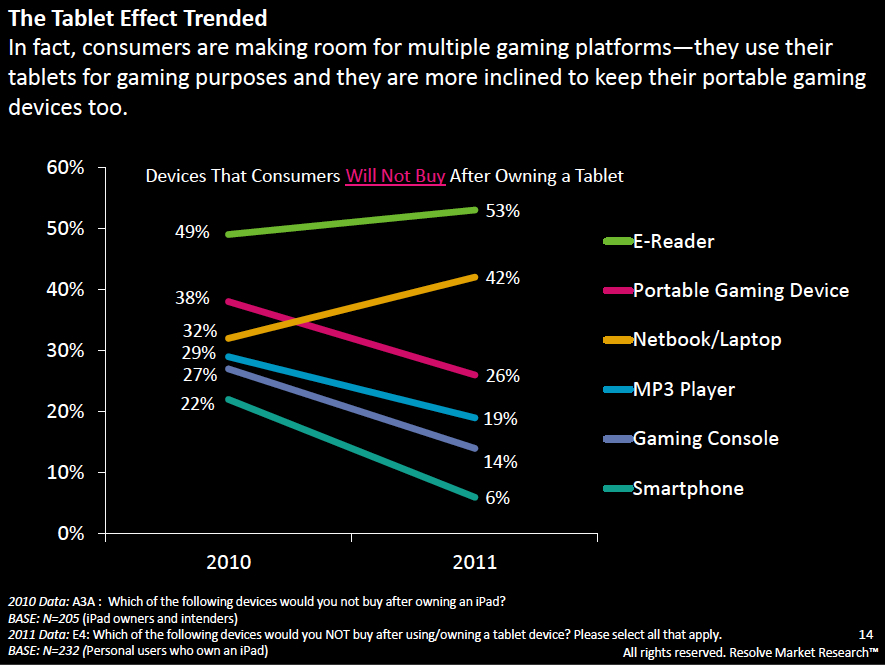 The Tablet Effect Trended
In fact, consumers are making room for multiple gaming platforms—they use their
tablets for gaming purposes and they are more inclined to keep their portable gaming
devices too.
Devices That Consumers Will Not Buy After Owning a Tablet
60%
50%
40%
30%
20%
10%
0%
49%
38%
32%
29%
27%
22%
53%
42%
26%
19%
14%
6%
E-Reader
Portable Gaming Device
Netbook/Laptop
MP3 Player
Gaming Console
Smartphone
2010
2011
2010 Data: A3A : Which of the following devices would you not buy after owning an iPad?
BASE: N=205 (iPad owners and intenders)
2011 Data: E4: Which of the following devices would you NOT buy after using/owning a tablet device? Please select all that apply.
BASE: N=232 (Personal users who own an iPad)
14
All rights reserved. Resolve Market Research™